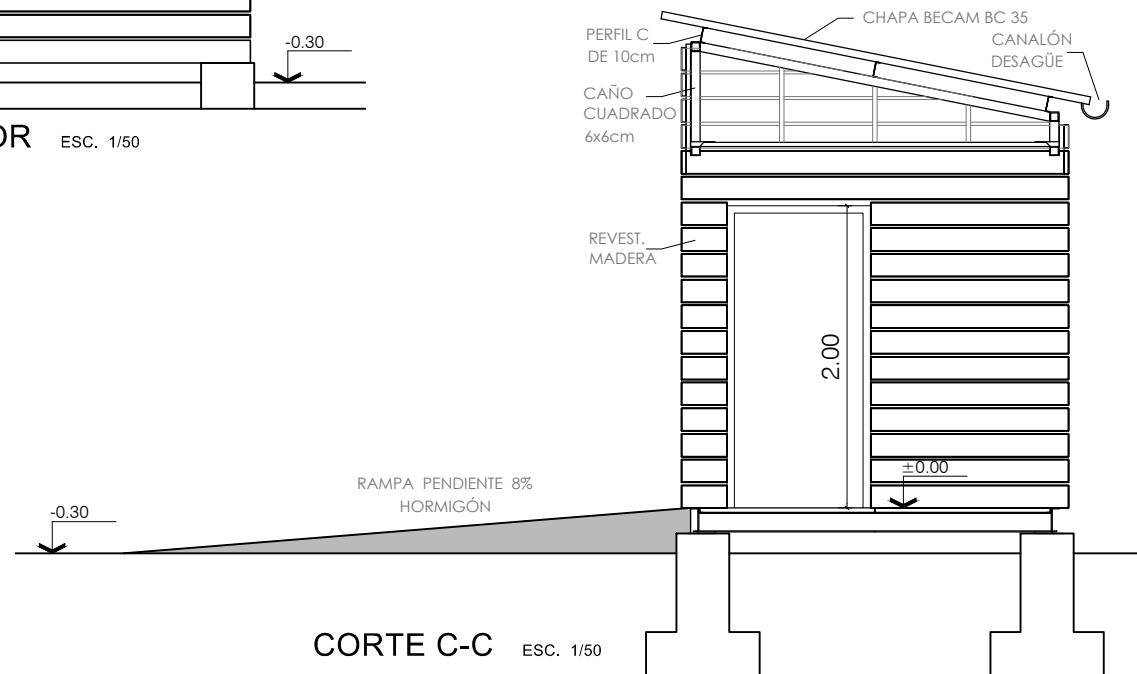 -0.30
OR ESC. 1/50
PERFIL C
DE 10cm
CHAPA BECAM BC 35
CANALÓN
DESAGÜE
CAÑO
CUADRADO
6x6cm
REVEST.
MADERA
2.00
±0.00
RAMPA PENDIENTE 8%
HORMIGÓN
-0.30
CORTE C-C ESC. 1/50